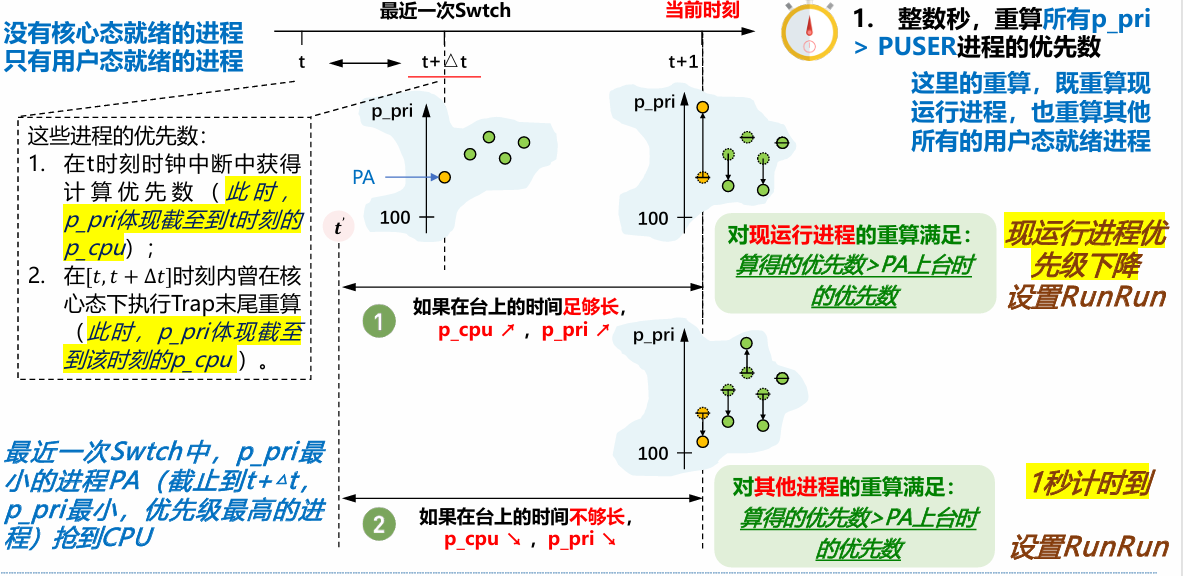 最近一次Swtch
当前时刻
没有核心态就绪的进程
只有用户态就绪的进程
t
t+△t
t+1
1. 整数秒，重算所有p_pri
> PUSER进程的优先数
这里的重算，既重算现
运行进程，也重算其他
所有的用户态就绪进程
这些进程的优先数：
1. 在t时刻时钟中断中获得
计算优先数（此时，
p_pri体现截至到t时刻的
p_cpu）；
2. 在[t, t + Δt]时刻内曾在核
心态下执行Trap末尾重算
（此时，p_pri体现截至
到该时刻的p_cpu ）。
p_pri
PA
100
t'
p_pri
100
对现运行进程的重算满足：
算得的优先数>PA上台时
的优先数
现运行进程优
先级下降
设置RunRun
1
如果在台上的时间足够长，
p_cpu ↗ ，p_pri ↗
p_pri
100
最近一次Swtch中，p_pri最
小的进程PA（截止到t+△t，
p_pri最小，优先级最高的进
程）抢到CPU
2
如果在台上的时间不够长，
p_cpu ↘ ，p_pri ↘
对其他进程的重算满足：
算得的优先数>PA上台时
的优先数
1秒计时到
设置RunRun